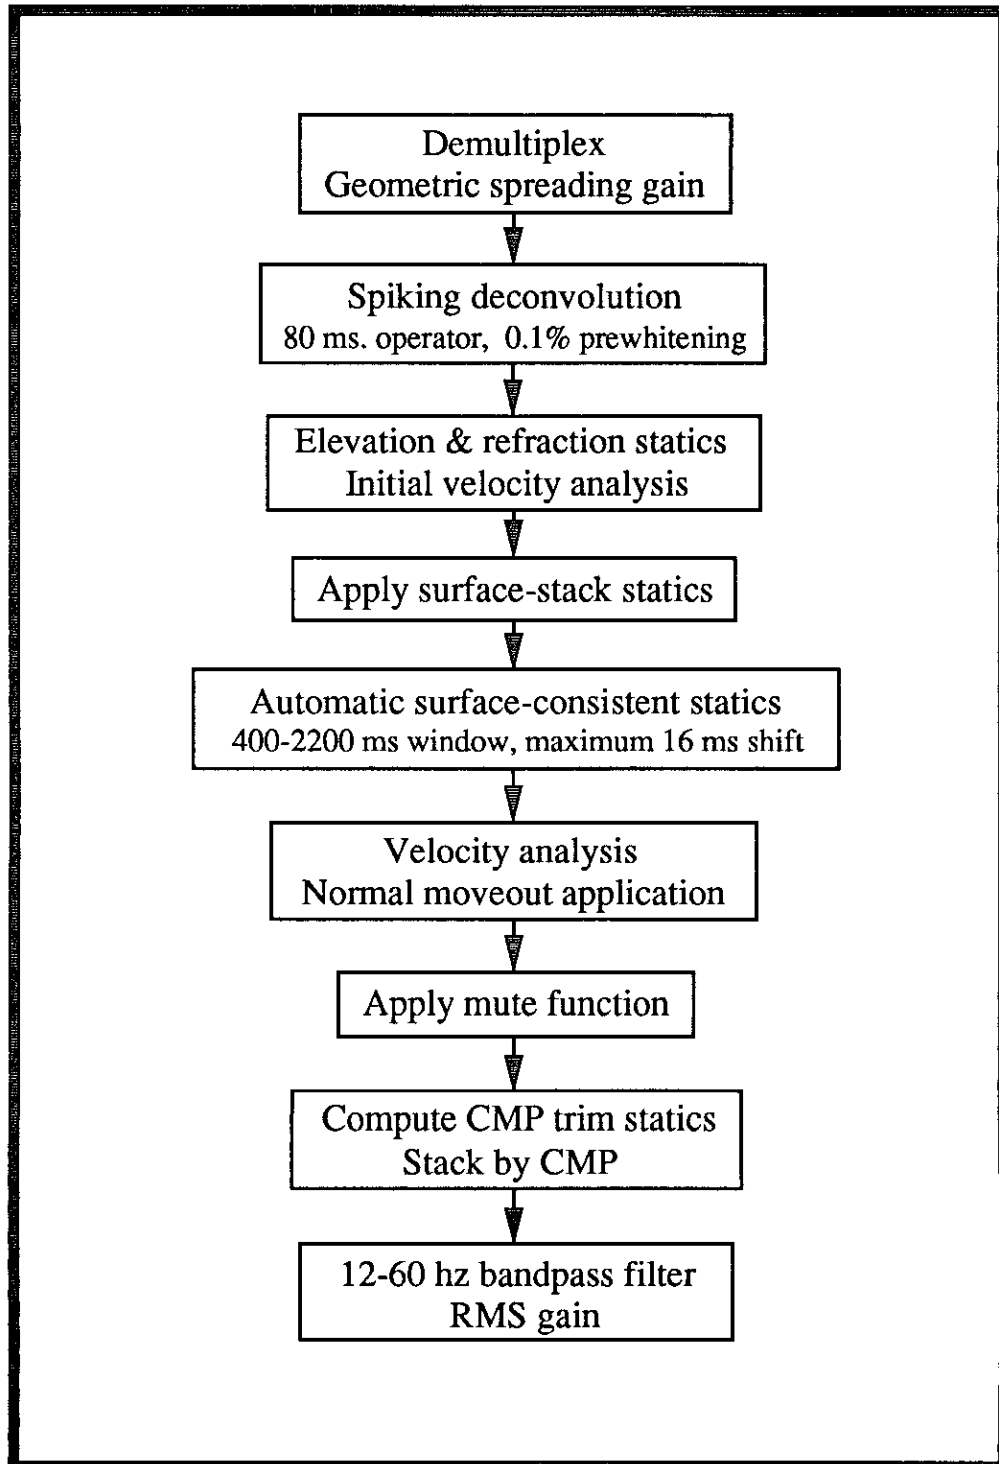 Demultiplex
Geometric spreading gain
Spiking deconvolution
80 ms. operator, 0.1% prewhitening
Elevation & refraction statics
Initial velocity analysis
Apply surface-stack statics
Automatic surface-consistent statics
400-2200 ms window, maximum 16 ms shift
Velocity analysis
Normal moveout application
Apply mute function
Compute CMP trim statics
Stack by CMP
12-60 hz bandpass filter
RMS gain